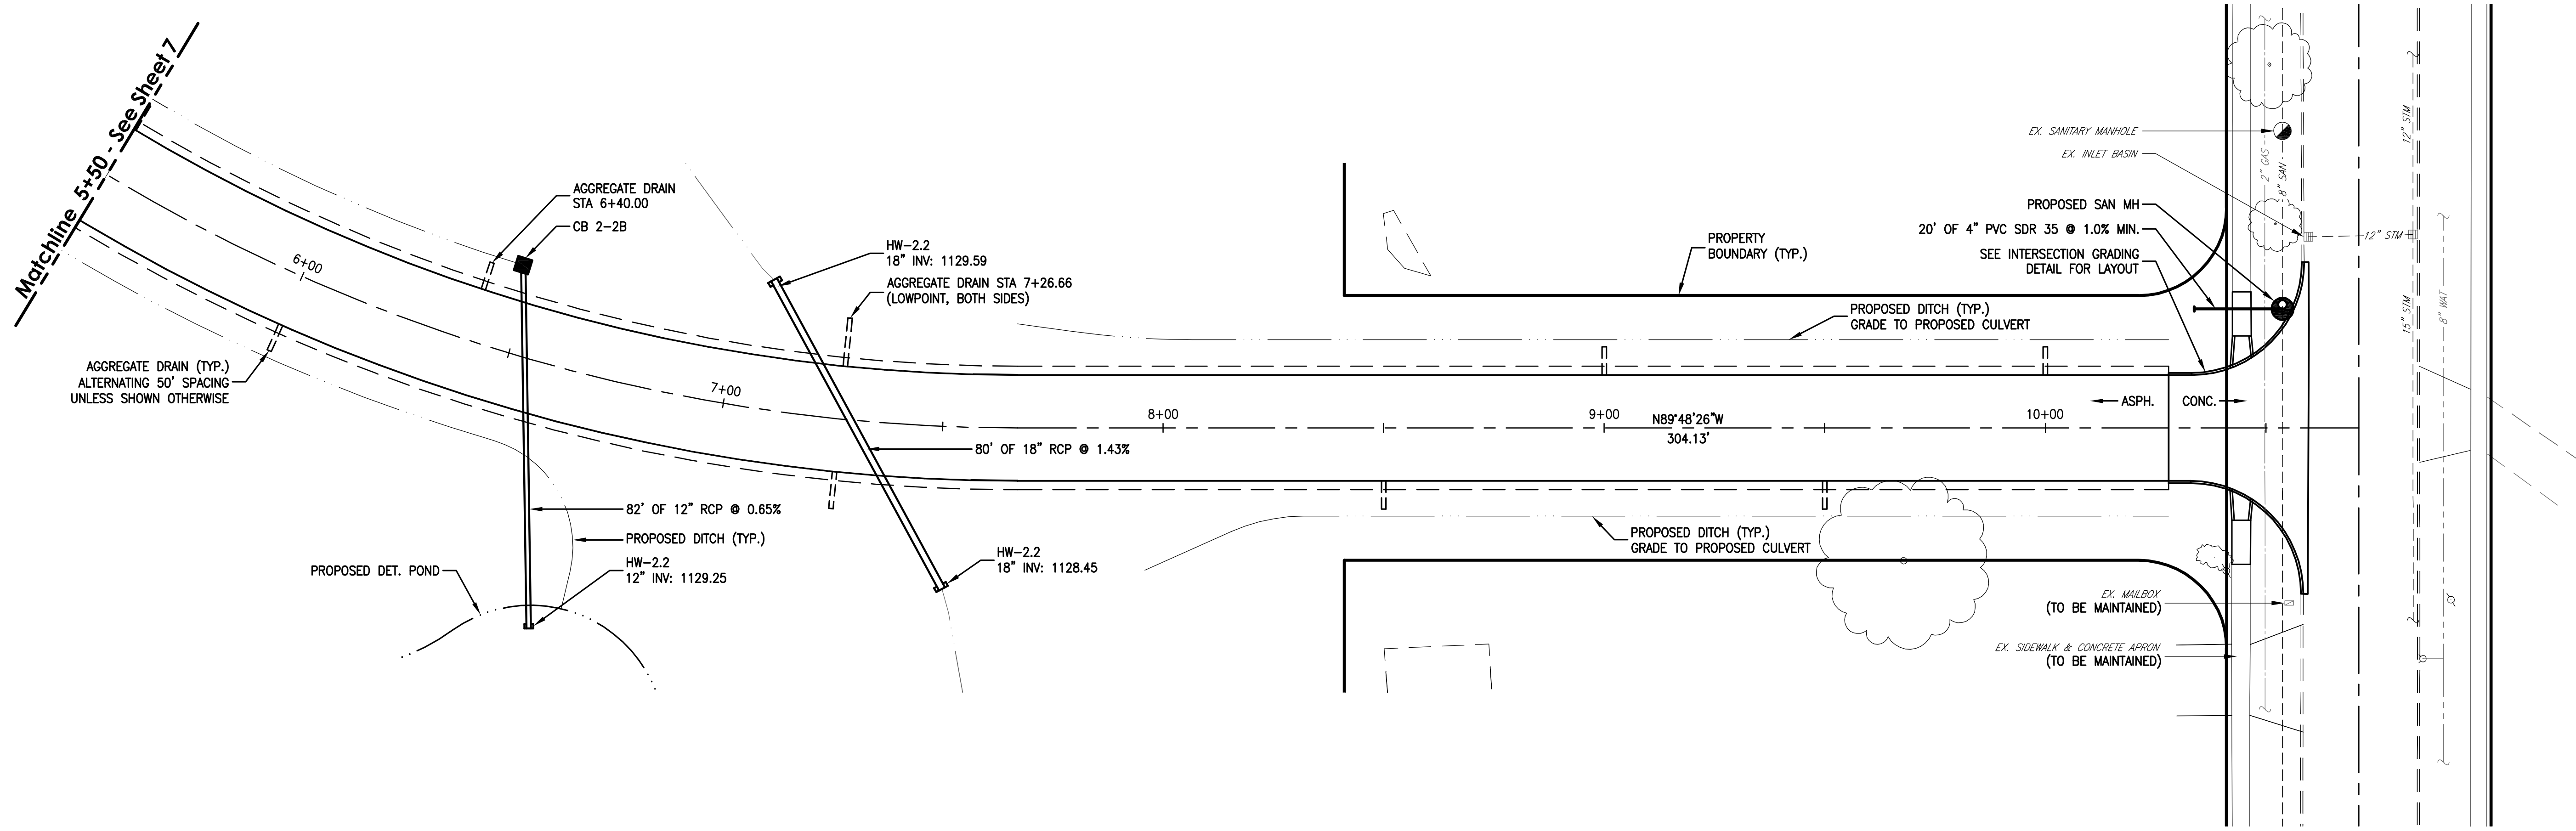 Matchline 5+50 - See Sheet 7
AGGREGATE DRAIN
STA 6+40.00
CB 2-2B
6+00
AGGREGATE DRAIN (TYP.)
ALTERNATING 50' SPACING
UNLESS SHOWN OTHERWISE
HW-2.2
18" INV: 1129.59
AGGREGATE DRAIN STA 7+26.66
(LOWPOINT, BOTH SIDES)
7+00
80' OF 18" RCP @ 1.43%
82' OF 12" RCP @ 0.65%
PROPOSED DITCH (TYP.)
HW-2.2
12" INV: 1129.25
PROPOSED DET. POND
HW-2.2
18" INV: 1128.45
8+00
9+00
N89°48'26"W
304.13'
10+00
PROPERTY
BOUNDARY (TYP.)
PROPOSED DITCH (TYP.)
GRADE TO PROPOSED CULVERT
PROPOSED DITCH (TYP.)
GRADE TO PROPOSED CULVERT
ASPH.
CONC.
EX. SANITARY MANHOLE
EX. INLET BASIN
PROPOSED SAN MH
20' OF 4" PVC SDR 35 @ 1.0% MIN.
SEE INTERSECTION GRADING
DETAIL FOR LAYOUT
2" GAS
8" SAN
12" STM
12" STM
15" STM
8" WAT
EX. MAILBOX
(TO BE MAINTAINED)
EX. SIDEWALK & CONCRETE APRON
(TO BE MAINTAINED)